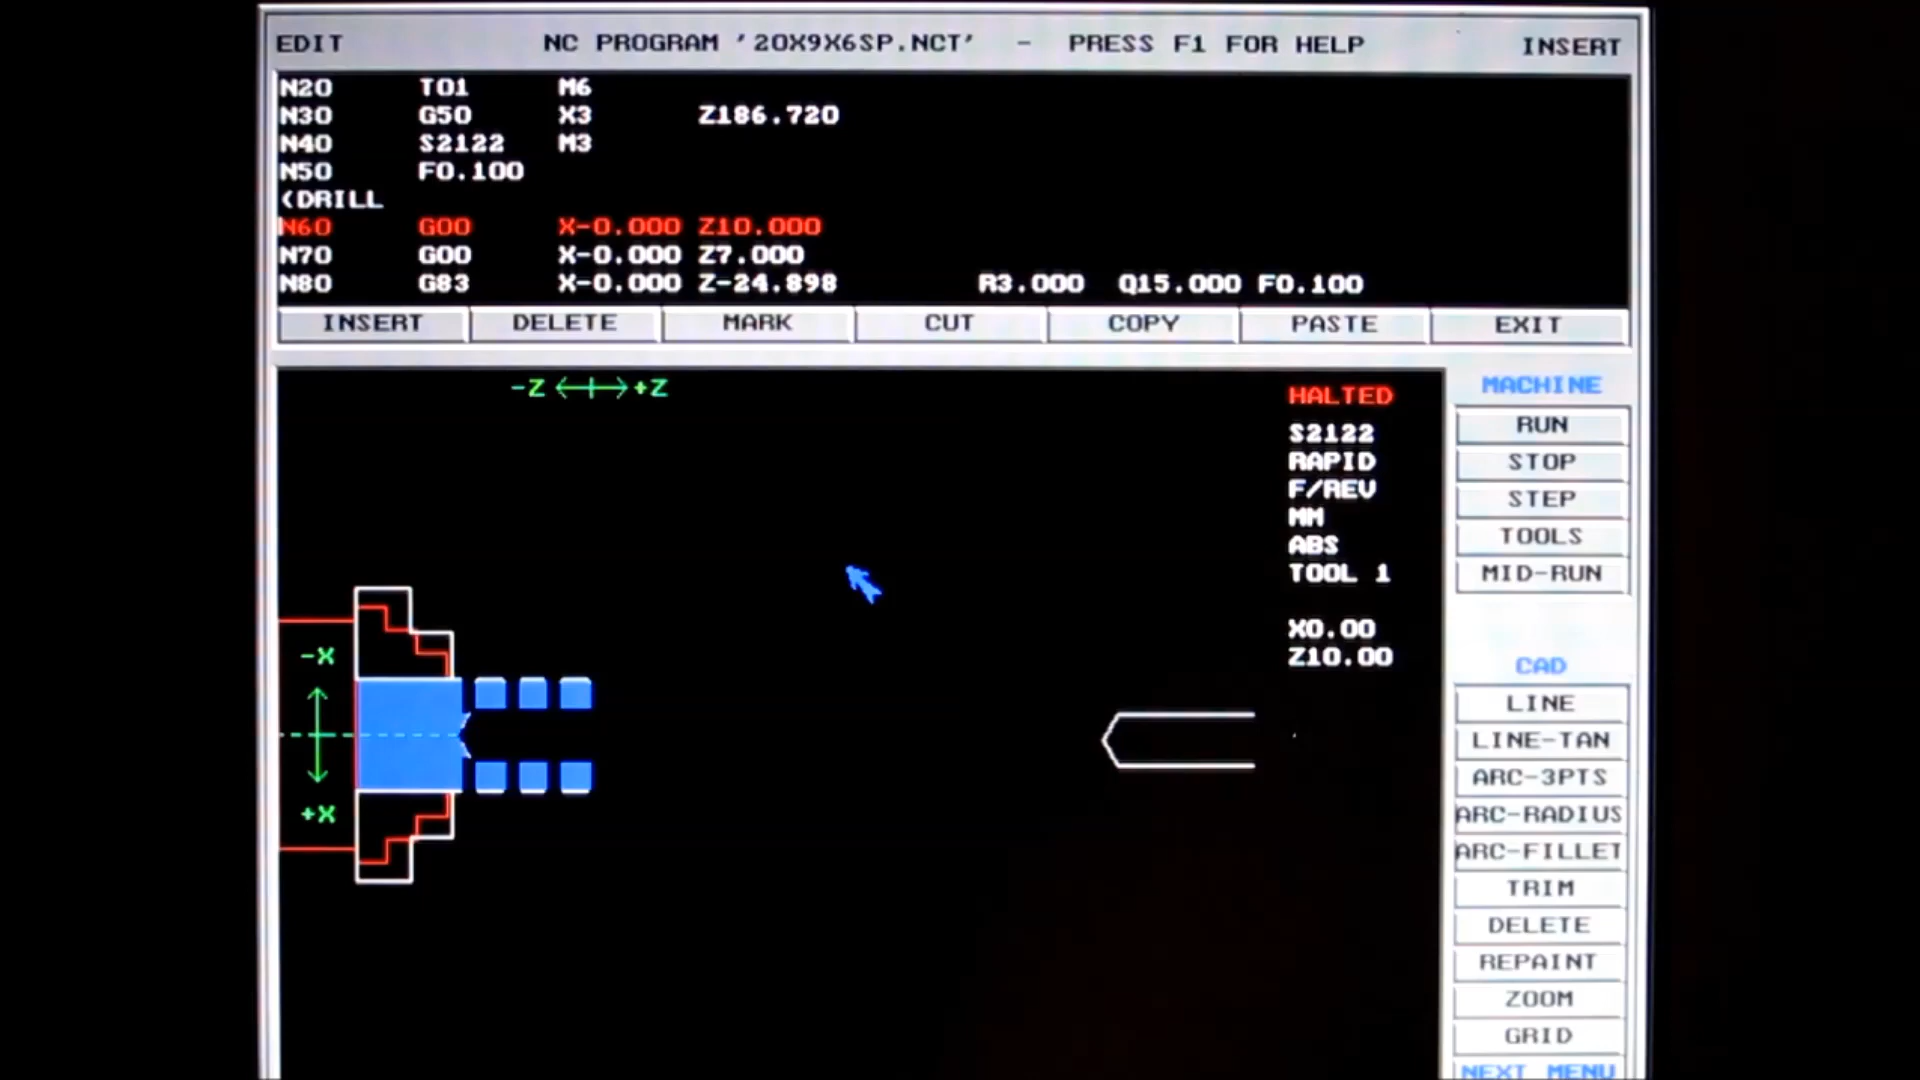 EDIT NC PROGRAM '20X9X6SP.NCT' - PRESS F1 FOR HELP INSERT
N20 T01 M6
N30 G50 X3 Z186.720
N40 S2122 M3
N50 F0.100
(DRILL
N60 G00 X-0.000 Z10.000
N70 G00 X-0.000 Z7.000
N80 G83 X-0.000 Z-24.898 R3.000 Q15.000 F0.100
INSERT DELETE MARK CUT COPY PASTE EXIT
-Z +Z
HALTED
S2122
RAPID
F/REV
MM
ABS
TOOL 1
X0.00
Z10.00
-X
+X
MACHINE
RUN
STOP
STEP
TOOLS
MID-RUN
CAD
LINE
LINE-TAN
ARC-3PTS
ARC-RADIUS
ARC-FILLET
TRIM
DELETE
REPAINT
ZOOM
GRID
NEXT MENU